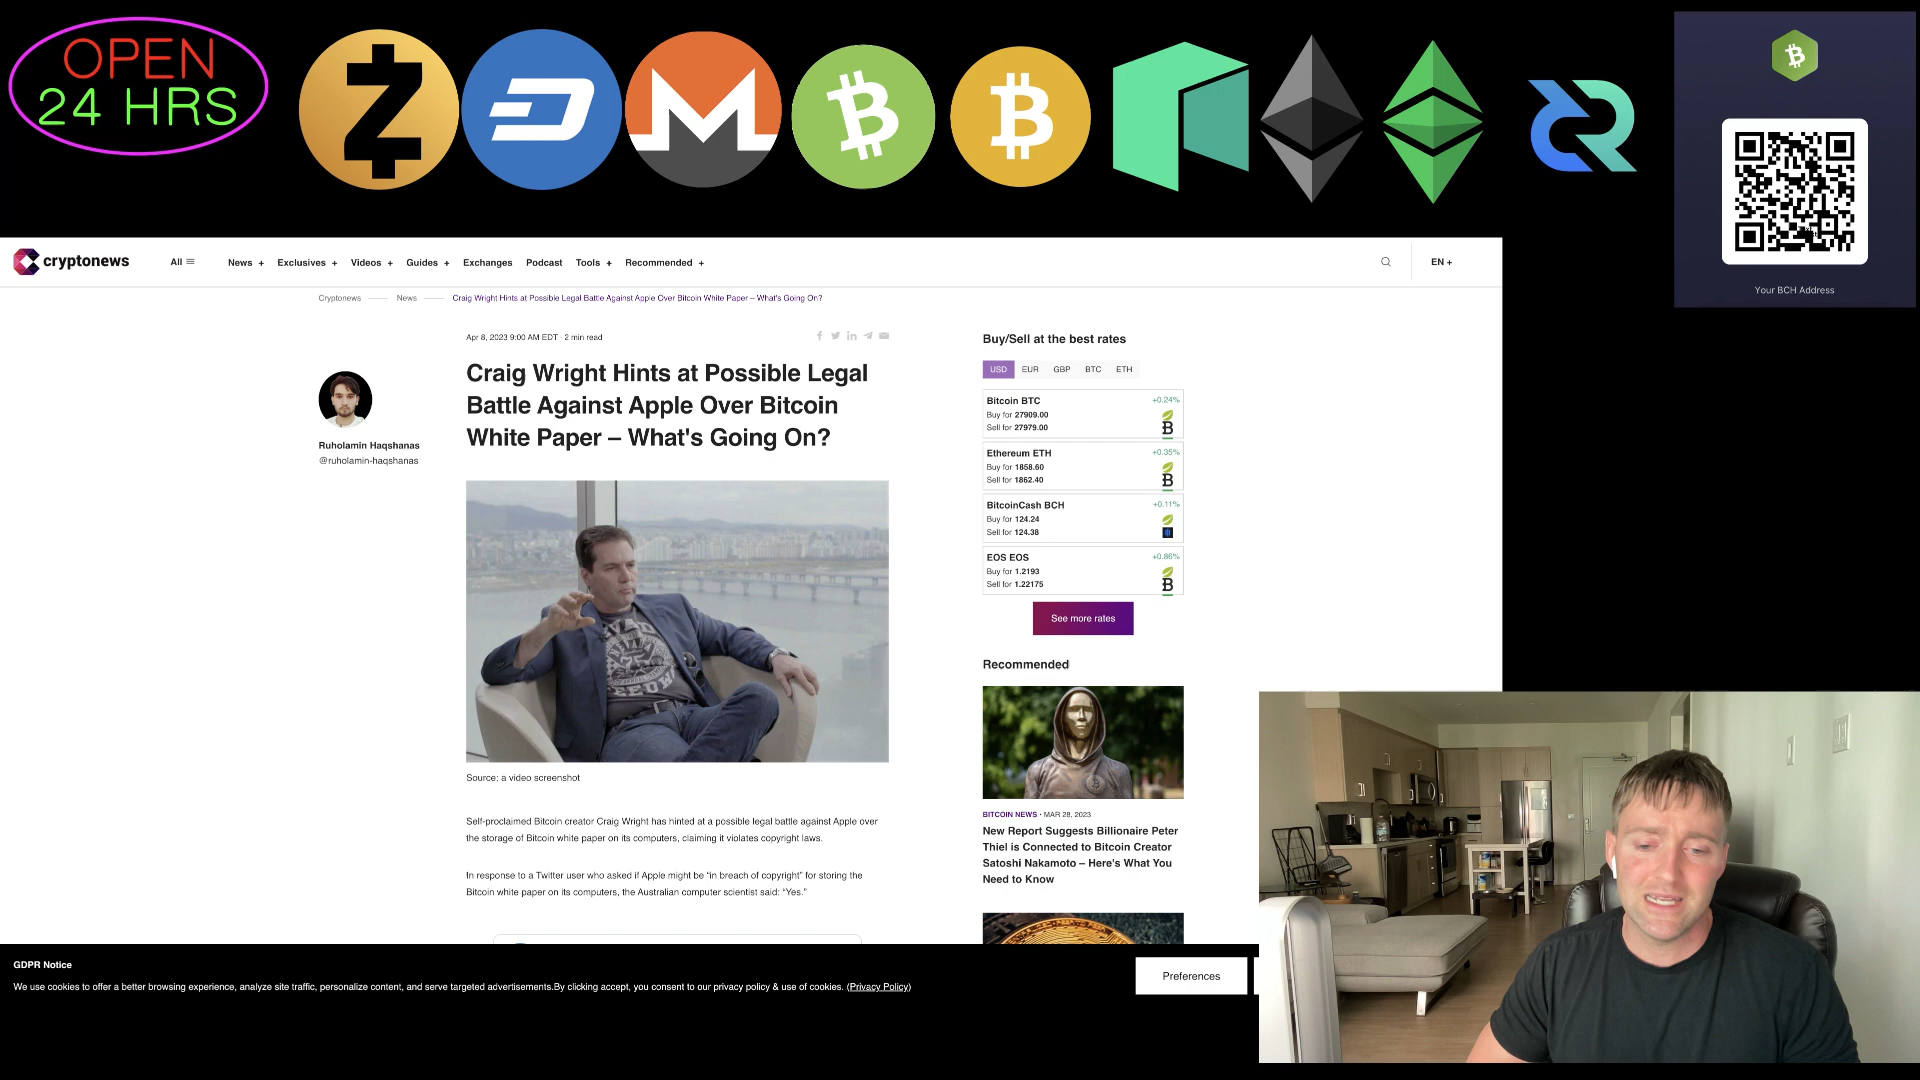 OPEN
24 HRS
Your BCH Address
cryptonews
All
News + Exclusives + Videos + Guides + Exchanges Podcast Tools + Recommended +
EN +
Cryptonews News Craig Wright Hints at Possible Legal Battle Against Apple Over Bitcoin White Paper – What's Going On?
Apr 8, 2023 9:00 AM EDT · 2 min read
Craig Wright Hints at Possible Legal
Battle Against Apple Over Bitcoin
White Paper – What's Going On?
Ruholamin Haqshanas
@ruholamin-haqshanas
Source: a video screenshot
Self-proclaimed Bitcoin creator Craig Wright has hinted at a possible legal battle against Apple over
the storage of Bitcoin white paper on its computers, claiming it violates copyright laws.
In response to a Twitter user who asked if Apple might be “in breach of copyright” for storing the
Bitcoin white paper on its computers, the Australian computer scientist said: “Yes.”
Buy/Sell at the best rates
USD EUR GBP BTC ETH
Bitcoin BTC +0.24%
Buy for 27909.00
Sell for 27979.00
Ethereum ETH +0.35%
Buy for 1858.60
Sell for 1862.40
BitcoinCash BCH +0.11%
Buy for 124.24
Sell for 124.38
EOS EOS +0.86%
Buy for 1.2193
Sell for 1.22175
See more rates
Recommended
BITCOIN NEWS · MAR 28, 2023
New Report Suggests Billionaire Peter
Thiel is Connected to Bitcoin Creator
Satoshi Nakamoto – Here's What You
Need to Know
GDPR Notice
We use cookies to offer a better browsing experience, analyze site traffic, personalize content, and serve targeted advertisements.By clicking accept, you consent to our privacy policy & use of cookies. (Privacy Policy)
Preferences